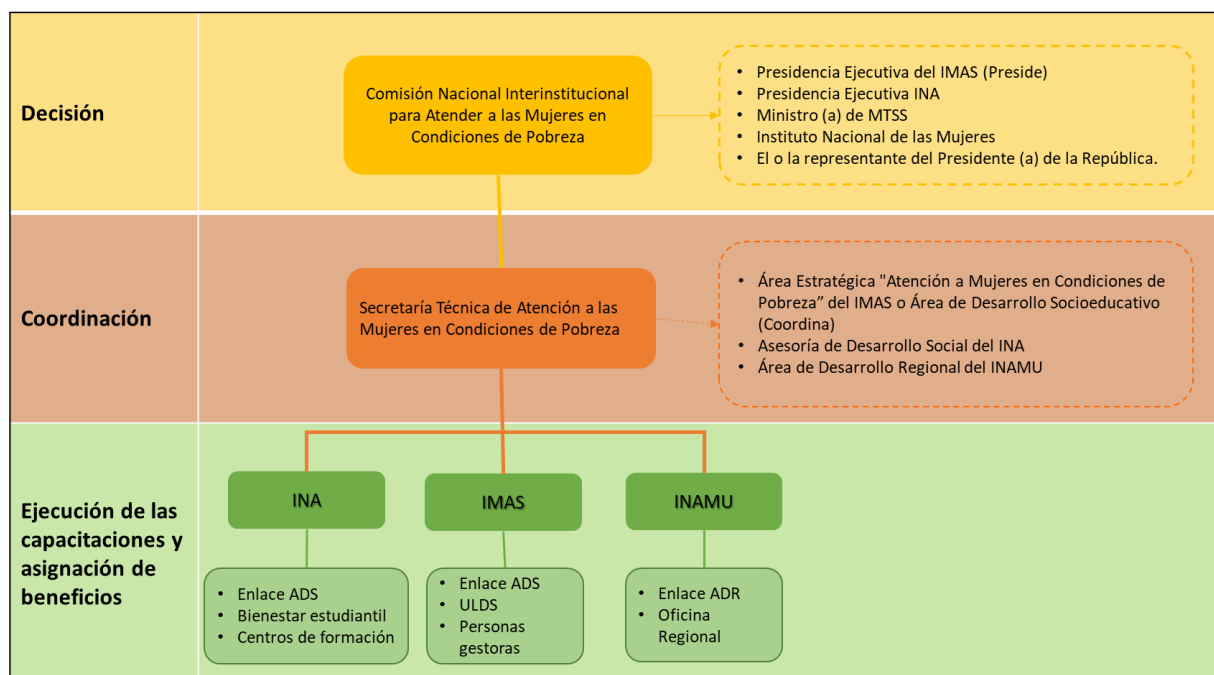 Decisión
Comisión Nacional Interinstitucional
para Atender a las Mujeres en
Condiciones de Pobreza
• Presidencia Ejecutiva del IMAS (Preside)
• Presidencia Ejecutiva INA
• Ministro (a) de MTSS
• Instituto Nacional de las Mujeres
• El o la representante del Presidente (a) de la República.
Coordinación
Secretaría Técnica de Atención a las
Mujeres en Condiciones de Pobreza
• Área Estratégica "Atención a Mujeres en Condiciones de
Pobreza” del IMAS o Área de Desarrollo Socioeducativo
(Coordina)
• Asesoría de Desarrollo Social del INA
• Área de Desarrollo Regional del INAMU
Ejecución de las
capacitaciones y
asignación de
beneficios
INA
• Enlace ADS
• Bienestar estudiantil
• Centros de formación
IMAS
• Enlace ADS
• ULDS
• Personas
gestoras
INAMU
• Enlace ADR
• Oficina
Regional